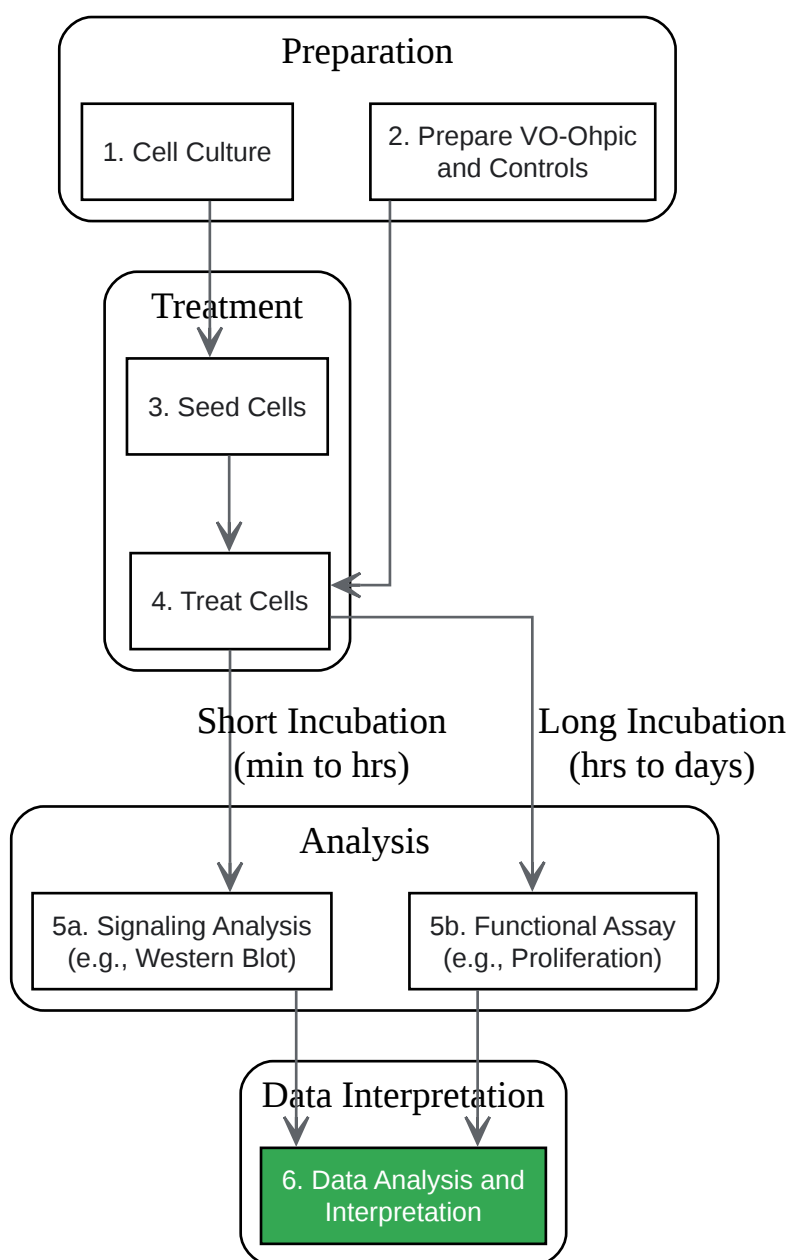 Preparation
1. Cell Culture
2. Prepare VO-Ohpic
and Controls
Treatment
3. Seed Cells
4. Treat Cells
Short Incubation
(min to hrs)
Long Incubation
(hrs to days)
Analysis
5a. Signaling Analysis
(e.g., Western Blot)
5b. Functional Assay
(e.g., Proliferation)
Data Interpretation
6. Data Analysis and
Interpretation